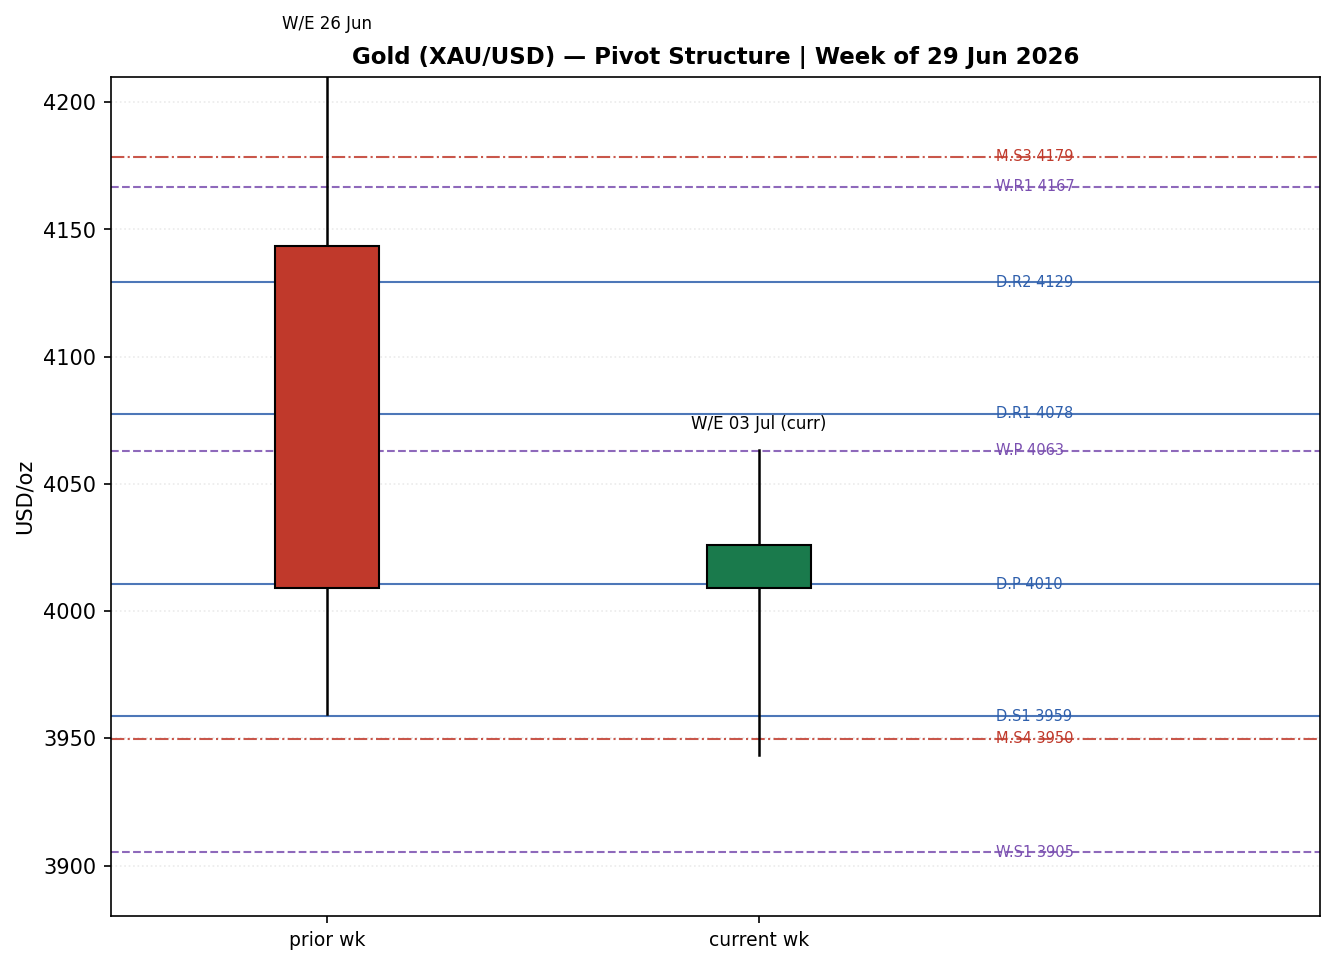 W/E 26 Jun
Gold (XAU/USD) — Pivot Structure | Week of 29 Jun 2026
4200
M.S3 4179
W.R1 4167
4150
D.R2 4129
4100
D.R1 4078
W/E 03 Jul (curr)
W.P 4063
USD/oz
4050
D.P 4010
4000
D.S1 3959
3950
M.S4 3950
W.S1 3905
3900
prior wk
current wk